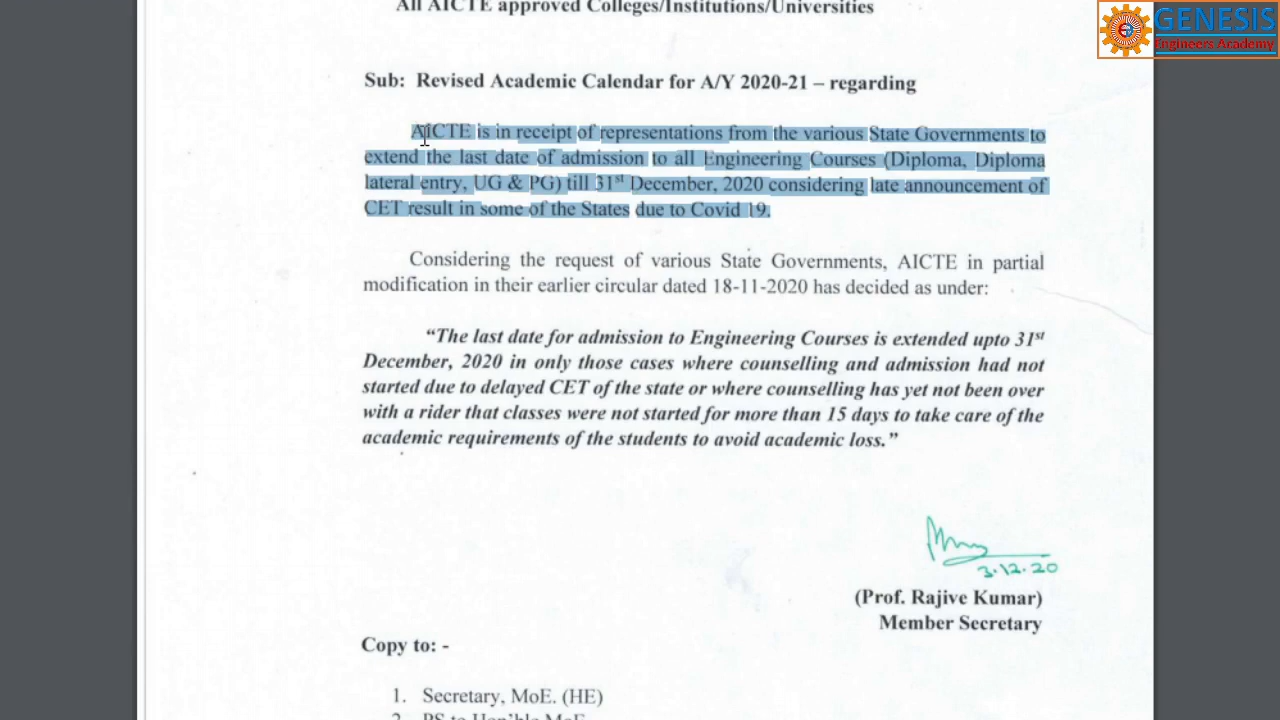 All AICTE approved Colleges/Institutions/Universities
GENESIS
Engineers Academy
Sub: Revised Academic Calendar for A/Y 2020-21 – regarding
AICTE is in receipt of representations from the various State Governments to
extend the last date of admission to all Engineering Courses (Diploma, Diploma
lateral entry, UG & PG) till 31st December, 2020 considering late announcement of
CET result in some of the States due to Covid 19.
Considering the request of various State Governments, AICTE in partial
modification in their earlier circular dated 18-11-2020 has decided as under:
“The last date for admission to Engineering Courses is extended upto 31st
December, 2020 in only those cases where counselling and admission had not
started due to delayed CET of the state or where counselling has yet not been over
with a rider that classes were not started for more than 15 days to take care of the
academic requirements of the students to avoid academic loss.”
3.12.20
(Prof. Rajive Kumar)
Member Secretary
Copy to: -
1. Secretary, MoE. (HE)
2. PS to Hon'ble MoE